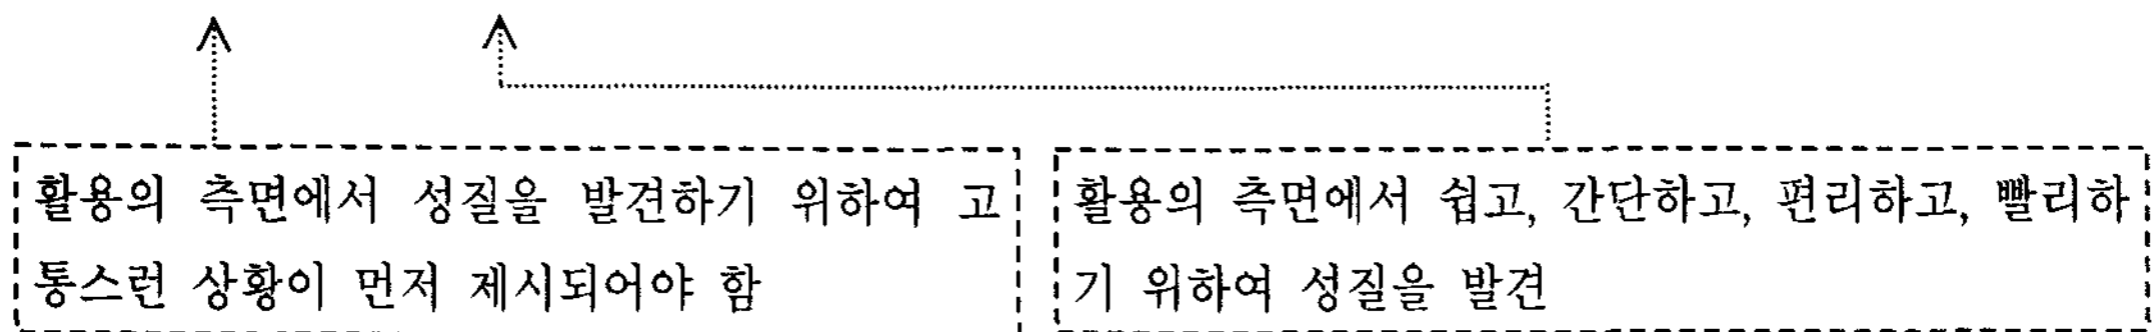 활용의 측면에서 성질을 발견하기 위하여 고
통스런 상황이 먼저 제시되어야 함
활용의 측면에서 쉽고, 간단하고, 편리하고, 빨리하
기 위하여 성질을 발견